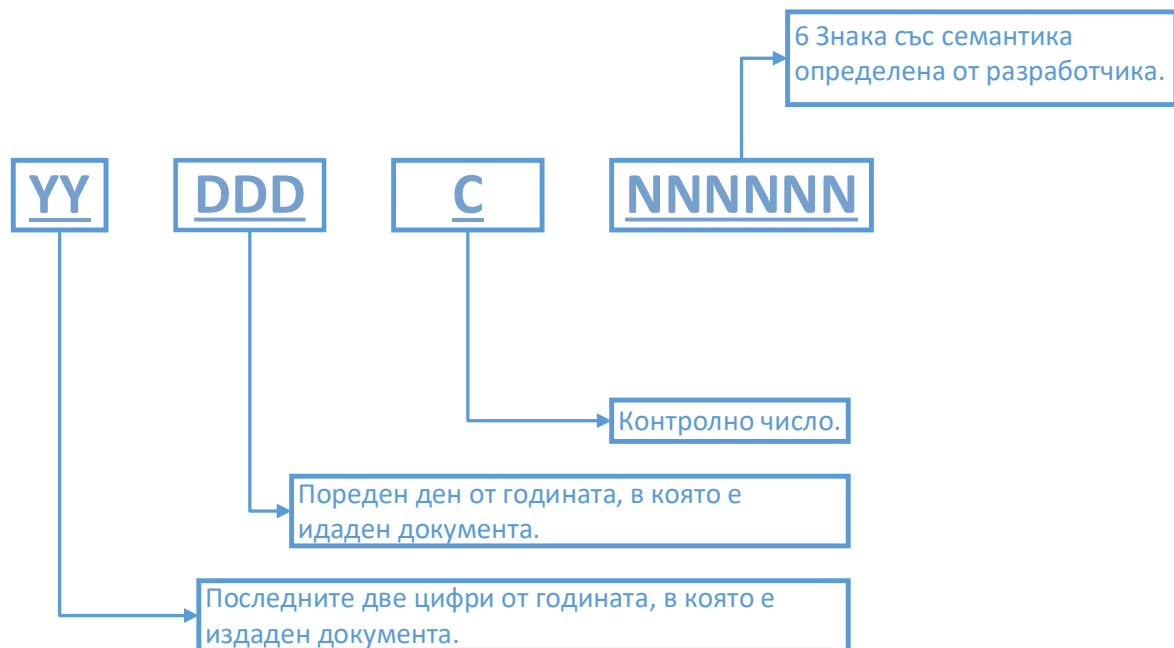 6 Знака със семантика
определена от разработчика.
YY DDD C NNNNNN
Контролно число.
Пореден ден от годината, в която е
идаден документа.
Последните две цифри от годината, в която е
издаден документа.